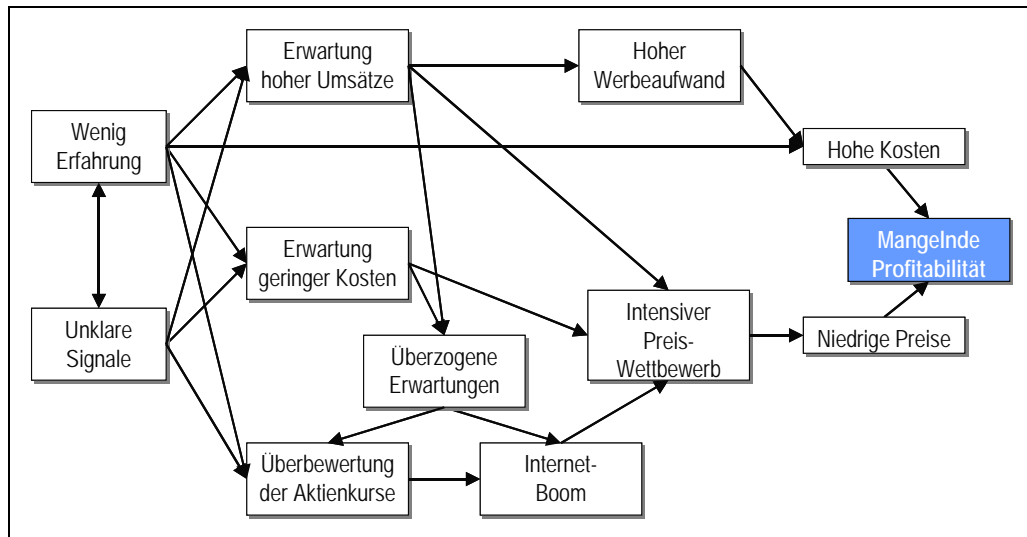 Erwartung
hoher Umsätze
Hoher
Werbeaufwand
Wenig
Erfahrung
Hohe Kosten
Erwartung
geringer Kosten
Mangelnde
Profitabilität
Unklare
Signale
Intensiver
Preis-
Wettbewerb
Niedrige Preise
Überzogene
Erwartungen
Überbewertung
der Aktienkurse
Internet-
Boom